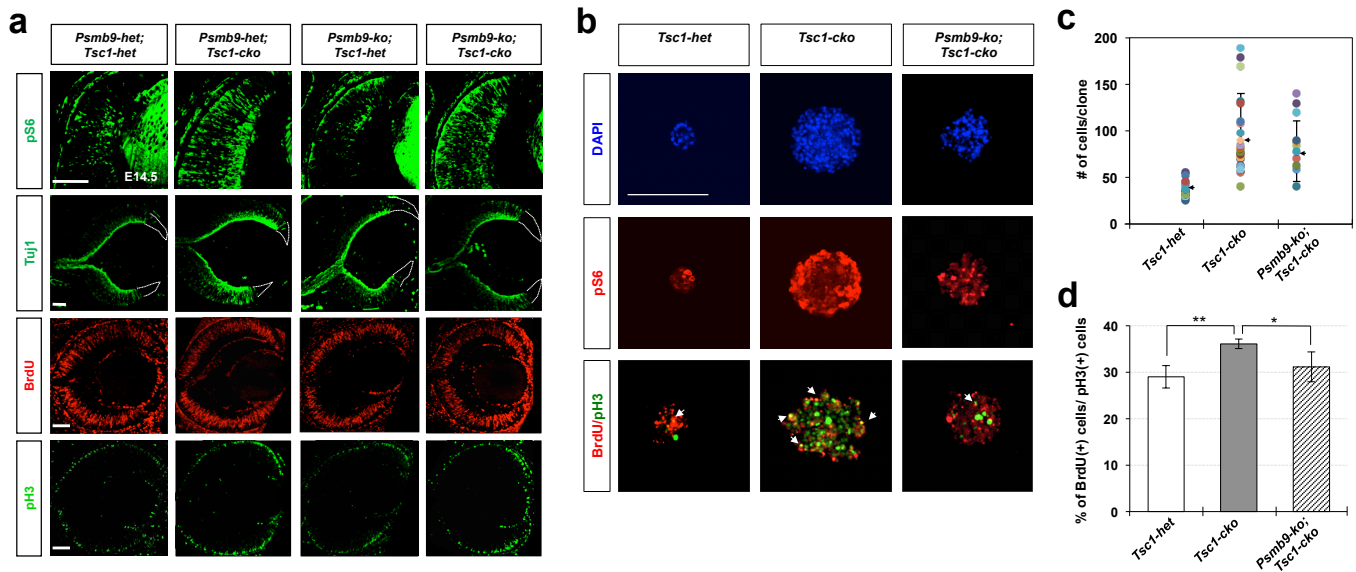 a
Psmb9-het;
Tsc1-het
Psmb9-het;
Tsc1-cko
Psmb9-ko;
Tsc1-het
Psmb9-ko;
Tsc1-cko
pS6
E14.5
Tuj1
BrdU
pH3
b
Tsc1-het
Tsc1-cko
Psmb9-ko;
Tsc1-cko
DAPI
pS6
BrdU/pH3
c
# of cells/clone
200
150
100
50
0
Tsc1-het
Tsc1-cko
Psmb9-ko;
Tsc1-cko
d
% of BrdU(+) cells/ pH3(+) cells
40
30
20
10
0
**
*
Tsc1-het
Tsc1-cko
Psmb9-ko;
Tsc1-cko